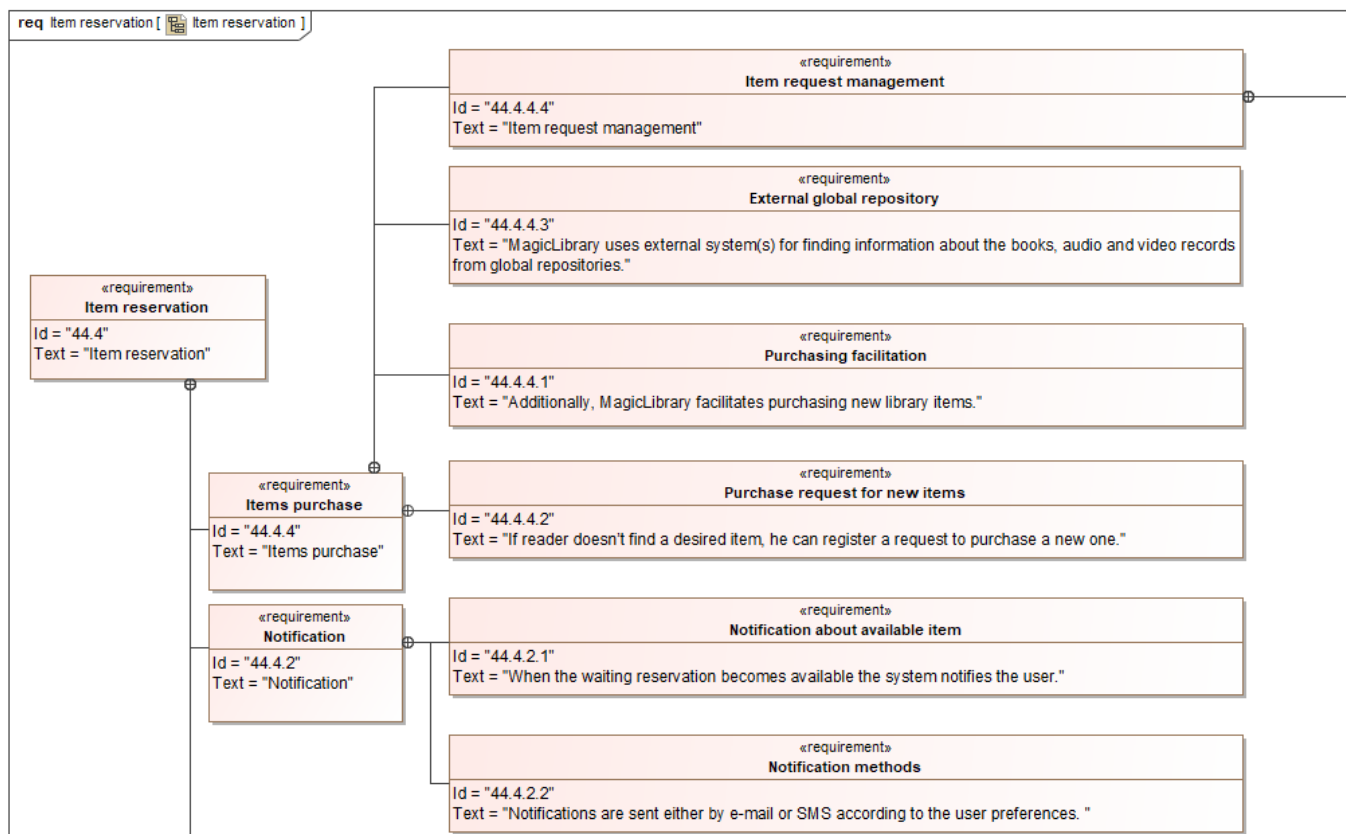 req Item reservation [ Item reservation ]
«requirement»
Item request management
Id = "44.4.4.4"
Text = "Item request management"
«requirement»
External global repository
Id = "44.4.4.3"
Text = "MagicLibrary uses external system(s) for finding information about the books, audio and video records
from global repositories."
«requirement»
Item reservation
Id = "44.4"
Text = "Item reservation"
«requirement»
Purchasing facilitation
Id = "44.4.4.1"
Text = "Additionally, MagicLibrary facilitates purchasing new library items."
«requirement»
Items purchase
Id = "44.4.4"
Text = "Items purchase"
«requirement»
Purchase request for new items
Id = "44.4.4.2"
Text = "If reader doesn't find a desired item, he can register a request to purchase a new one."
«requirement»
Notification
Id = "44.4.2"
Text = "Notification"
«requirement»
Notification about available item
Id = "44.4.2.1"
Text = "When the waiting reservation becomes available the system notifies the user."
«requirement»
Notification methods
Id = "44.4.2.2"
Text = "Notifications are sent either by e-mail or SMS according to the user preferences. "